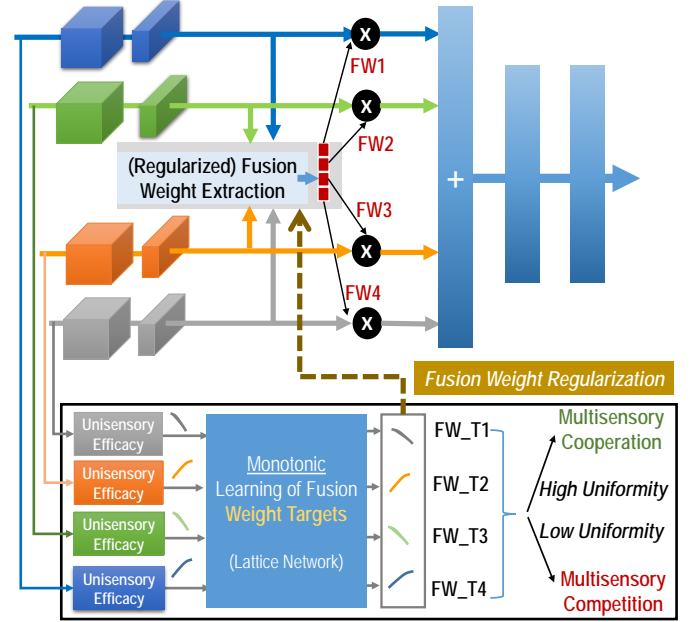 X
FW1
X
FW2
(Regularized) Fusion
Weight Extraction
+
FW3
X
FW4
X
Fusion Weight Regularization
Unisensory
Efficacy
Unisensory
Efficacy
Unisensory
Efficacy
Unisensory
Efficacy
Monotonic
Learning of Fusion
Weight Targets
(Lattice Network)
FW_T1
FW_T2
FW_T3
FW_T4
Multisensory
Cooperation
High Uniformity
Low Uniformity
Multisensory
Competition